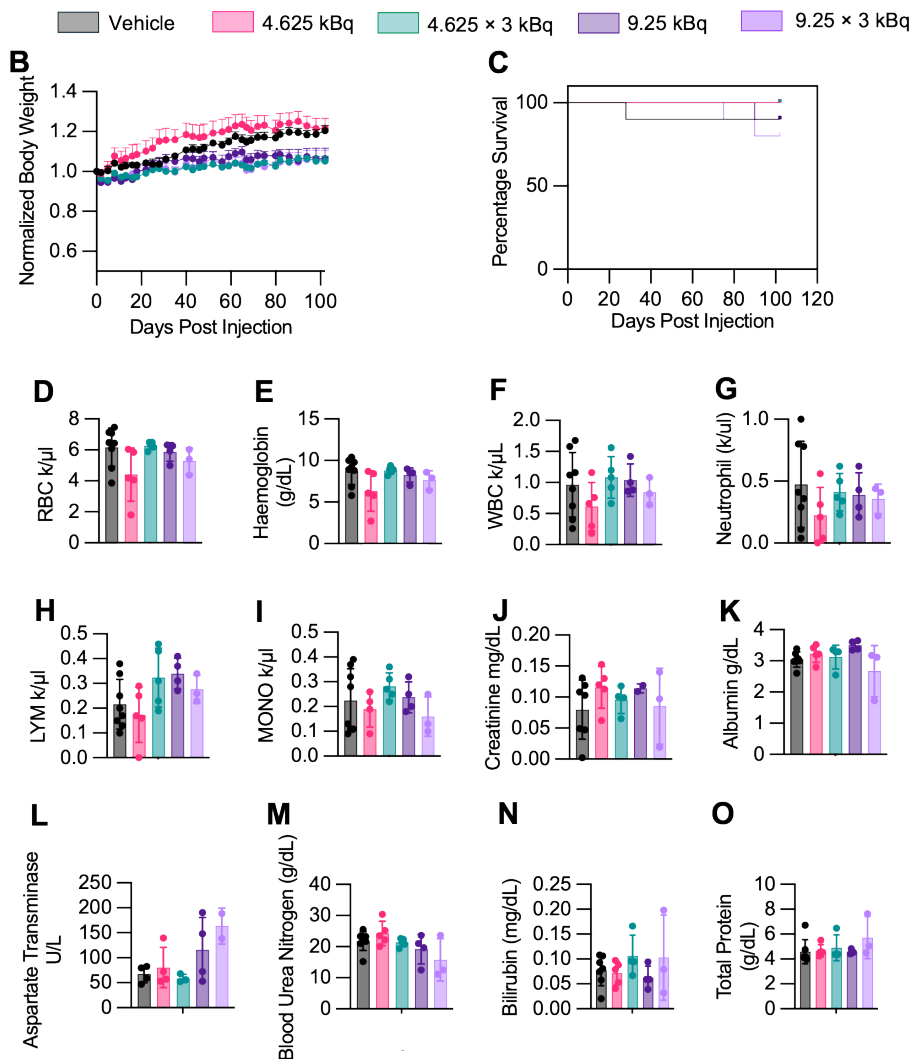 Vehicle 4.625 kBq 4.625 × 3 kBq 9.25 kBq 9.25 × 3 kBq
B
Normalized Body Weight
1.4
1.2
1.0
0.8
0.6
0 20 40 60 80 100
Days Post Injection
C
Percentage Survival
100
50
0
0 20 40 60 80 100 120
Days Post Injection
D
RBC k/µl
8
6
4
2
0
E
Haemoglobin
(g/dL)
15
10
5
0
F
WBC k/µL
2.0
1.5
1.0
0.5
0.0
G
Neutrophil (k/ul)
1.0
0.5
0.0
H
LYM k/µl
0.5
0.4
0.3
0.2
0.1
0.0
I
MONO k/µl
0.5
0.4
0.3
0.2
0.1
0.0
J
Creatinine mg/dL
0.20
0.15
0.10
0.05
0.00
K
Albumin g/dL
4
3
2
1
0
L
Aspartate Transminase
U/L
250
200
150
100
50
0
M
Blood Urea Nitrogen (g/dL)
40
30
20
10
0
N
Bilirubin (mg/dL)
0.25
0.20
0.15
0.10
0.05
0.00
O
Total Protein
(g/dL)
10
8
6
4
2
0